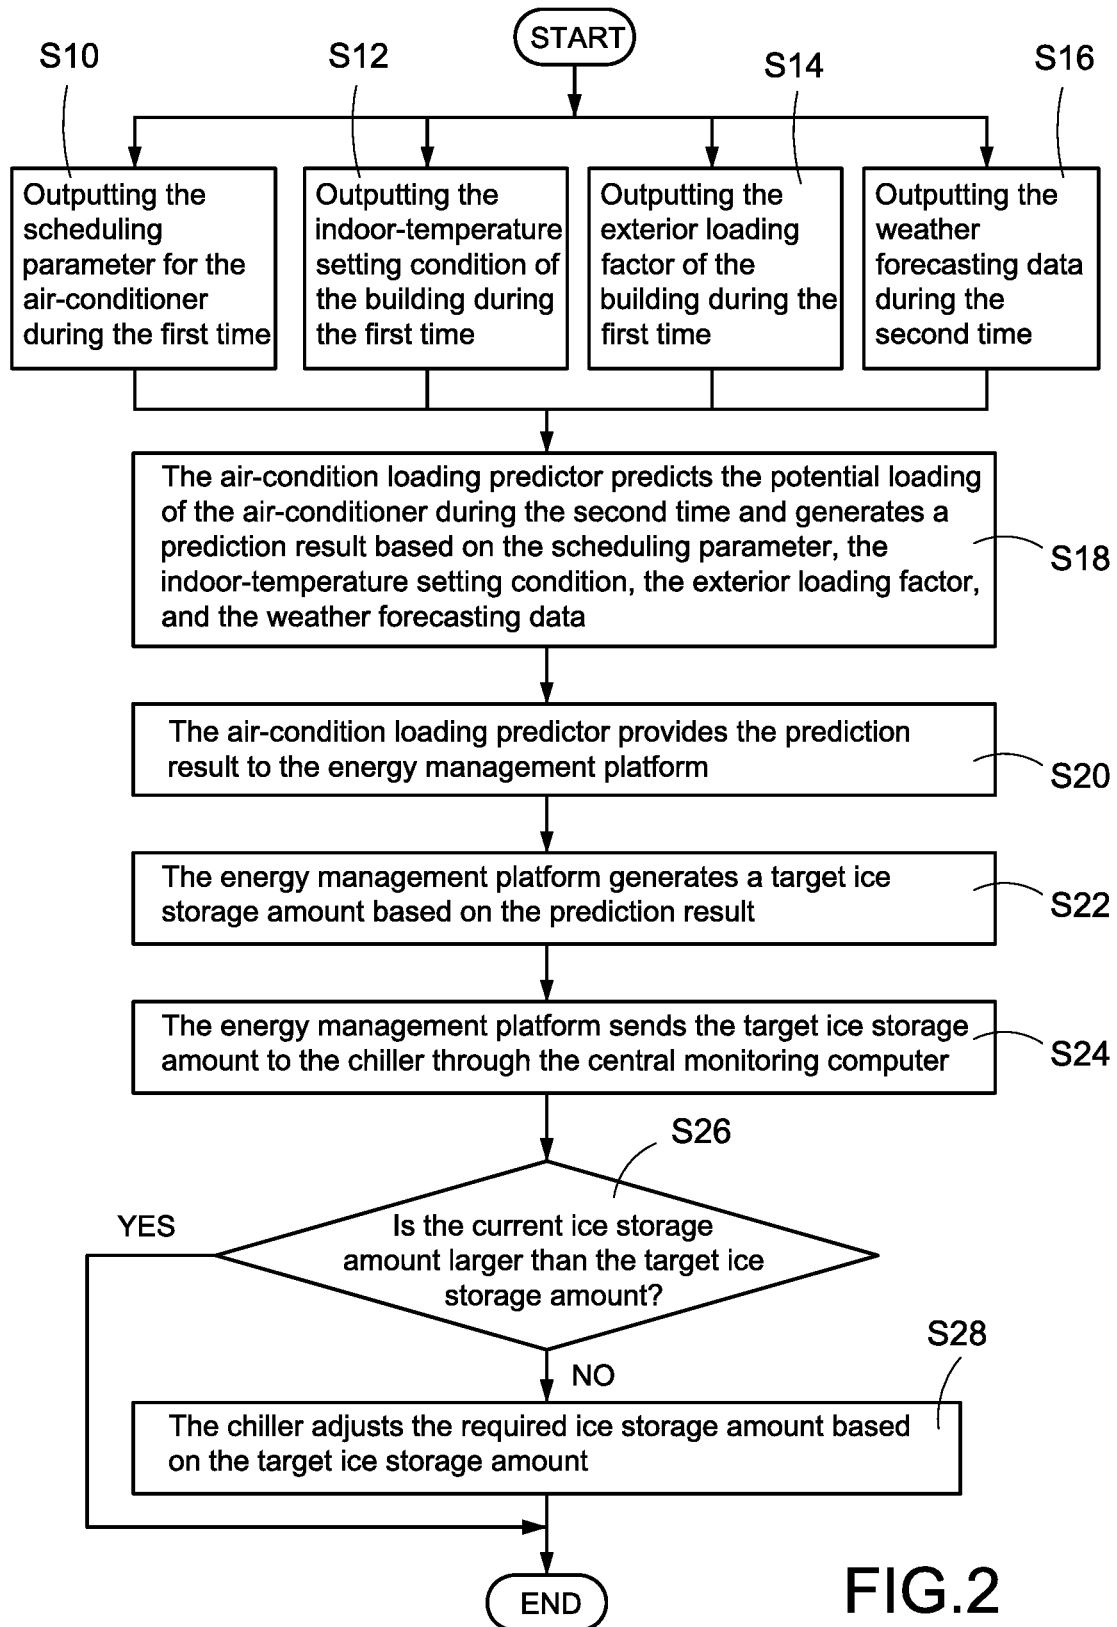 START
S10
S12
S14
S16
Outputting the
scheduling
parameter for the
air-conditioner
during the first time
Outputting the
indoor-temperature
setting condition of
the building during
the first time
Outputting the
exterior loading
factor of the
building during the
first time
Outputting the
weather
forecasting data
during the
second time
The air-condition loading predictor predicts the potential loading
of the air-conditioner during the second time and generates a
prediction result based on the scheduling parameter, the
indoor-temperature setting condition, the exterior loading factor,
and the weather forecasting data
S18
The air-condition loading predictor provides the prediction
result to the energy management platform
S20
The energy management platform generates a target ice
storage amount based on the prediction result
S22
The energy management platform sends the target ice storage
amount to the chiller through the central monitoring computer
S24
S26
YES
Is the current ice storage
amount larger than the target ice
storage amount?
NO
S28
The chiller adjusts the required ice storage amount based
on the target ice storage amount
END
FIG.2